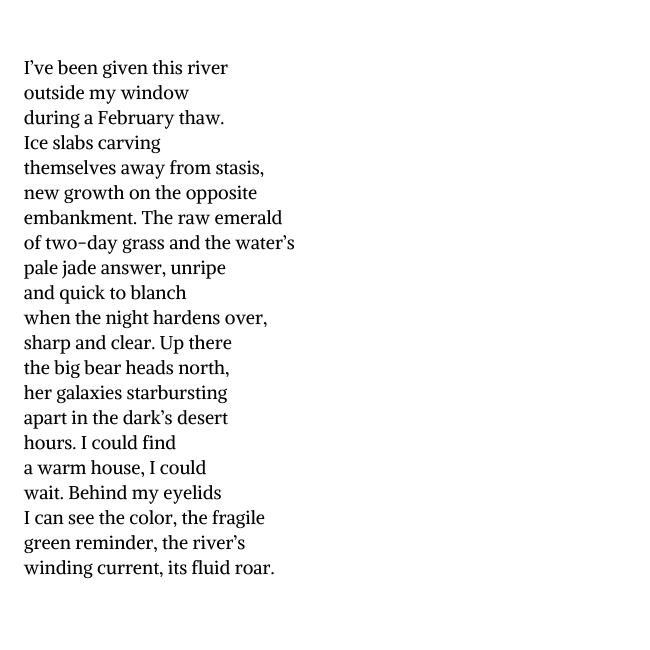 I’ve been given this river
outside my window
during a February thaw.
Ice slabs carving
themselves away from stasis,
new growth on the opposite
embankment. The raw emerald
of two-day grass and the water’s
pale jade answer, unripe
and quick to blanch
when the night hardens over,
sharp and clear. Up there
the big bear heads north,
her galaxies starbursting
apart in the dark’s desert
hours. I could find
a warm house, I could
wait. Behind my eyelids
I can see the color, the fragile
green reminder, the river’s
winding current, its fluid roar.